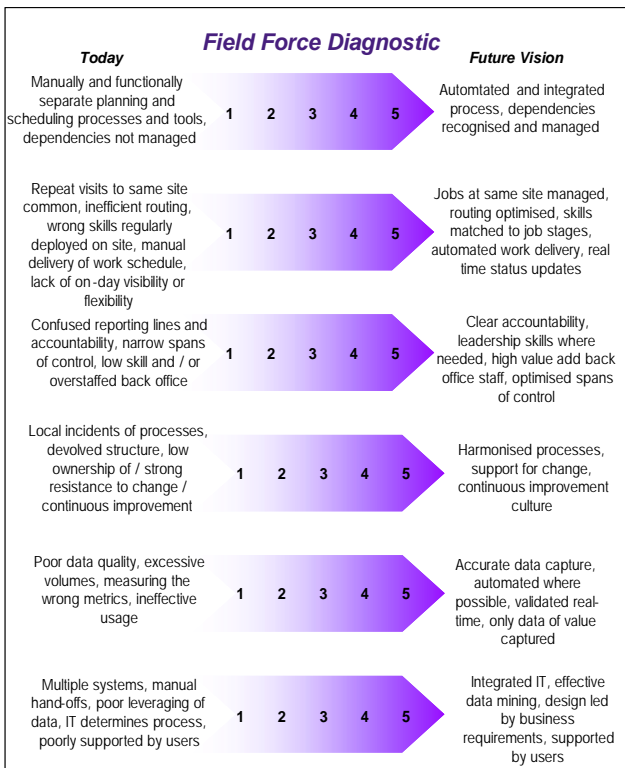 Field Force Diagnostic
Today
Future Vision
Manually and functionally
separate planning and
scheduling processes and tools,
dependencies not managed
1 2 3 4 5
Automtated and integrated
process, dependencies
recognised and managed
Repeat visits to same site
common, inefficient routing,
wrong skills regularly
deployed on site, manual
delivery of work schedule,
lack of on-day visibility or
flexibility
1 2 3 4 5
Jobs at same site managed,
routing optimised, skills
matched to job stages,
automated work delivery, real
time status updates
Confused reporting lines and
accountability, narrow spans
of control, low skill and / or
overstaffed back office
1 2 3 4 5
Clear accountability,
leadership skills where
needed, high value add back
office staff, optimised spans
of control
Local incidents of processes,
devolved structure, low
ownership of / strong
resistance to change /
continuous improvement
1 2 3 4 5
Harmonised processes,
support for change,
continuous improvement
culture
Poor data quality, excessive
volumes, measuring the
wrong metrics, ineffective
usage
1 2 3 4 5
Accurate data capture,
automated where
possible, validated real-
time, only data of value
captured
Multiple systems, manual
hand-offs, poor leveraging of
data, IT determines process,
poorly supported by users
1 2 3 4 5
Integrated IT, effective
data mining, design led
by business
requirements, supported
by users